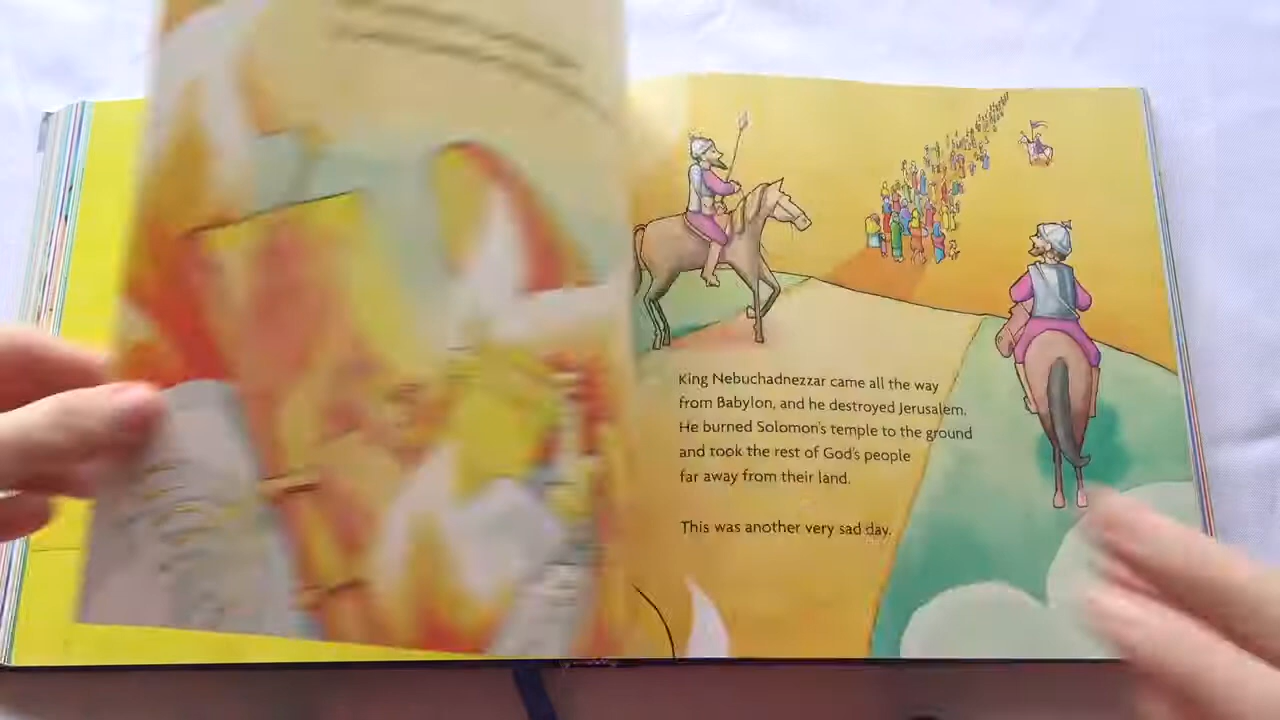 King Nebuchadnezzar came all the way
from Babylon, and he destroyed Jerusalem.
He burned Solomon's temple to the ground
and took the rest of God's people
far away from their land.
This was another very sad day.